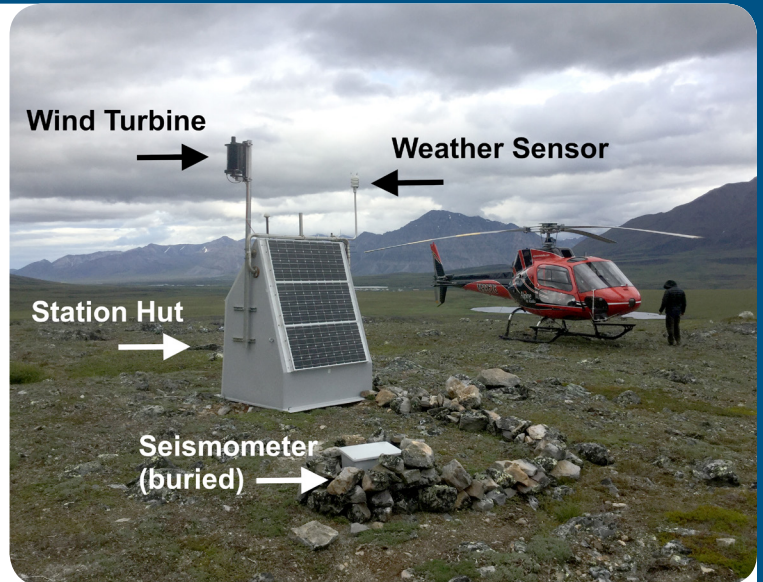 Wind Turbine
Weather Sensor
Station Hut
Seismometer
(buried)